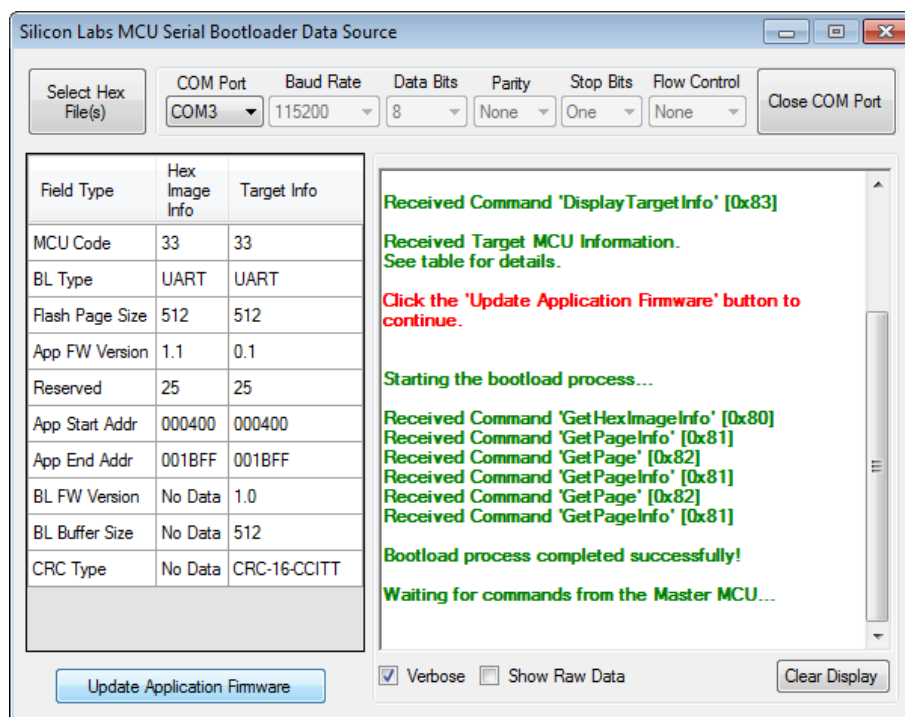 Silicon Labs MCU Serial Bootloader Data Source
Select Hex
File(s)
COM Port Baud Rate Data Bits Parity Stop Bits Flow Control
COM3 115200 8 None One None
Close COM Port
Field Type Hex Image Info Target Info
MCU Code 33 33
BL Type UART UART
Flash Page Size 512 512
App FW Version 1.1 0.1
Reserved 25 25
App Start Addr 000400 000400
App End Addr 001BFF 001BFF
BL FW Version No Data 1.0
BL Buffer Size No Data 512
CRC Type No Data CRC-16-CCITT
Update Application Firmware
Received Command 'DisplayTargetInfo' [0x83]
Received Target MCU Information.
See table for details.
Click the 'Update Application Firmware' button to
continue.
Starting the bootload process...
Received Command 'GetHexImageInfo' [0x80]
Received Command 'GetPageInfo' [0x81]
Received Command 'GetPage' [0x82]
Received Command 'GetPageInfo' [0x81]
Received Command 'GetPage' [0x82]
Received Command 'GetPageInfo' [0x81]
Bootload process completed successfully!
Waiting for commands from the Master MCU...
Verbose Show Raw Data Clear Display